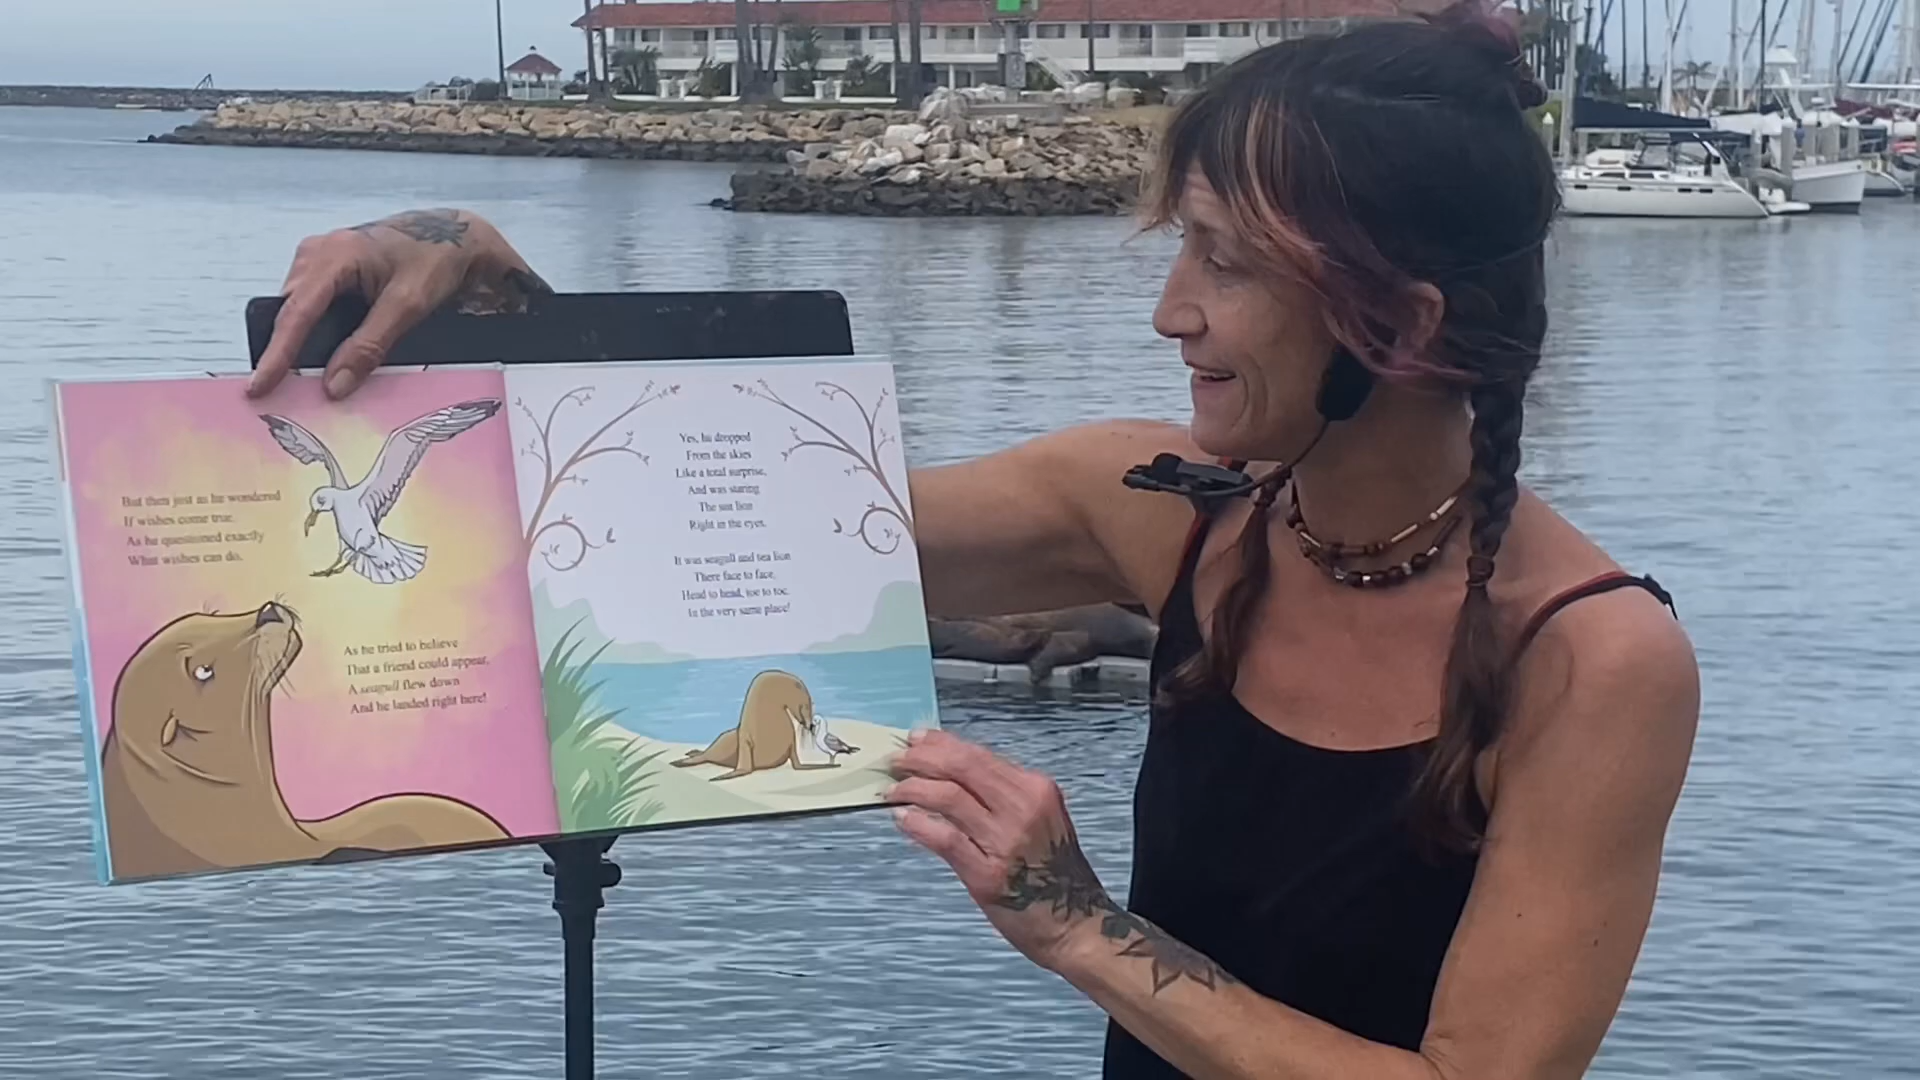 But then just as he wondered
If wishes come true.
As he questioned exactly
What wishes can do.
As he tried to believe
That a friend could appear,
A seagull flew down
And he landed right here!
Yes, he dropped
From the skies
Like a total surprise,
And was staring
The sea lion
Right in the eyes.
It was seagull and sea lion
There face to face,
Head to head, toe to toe.
In the very same place!